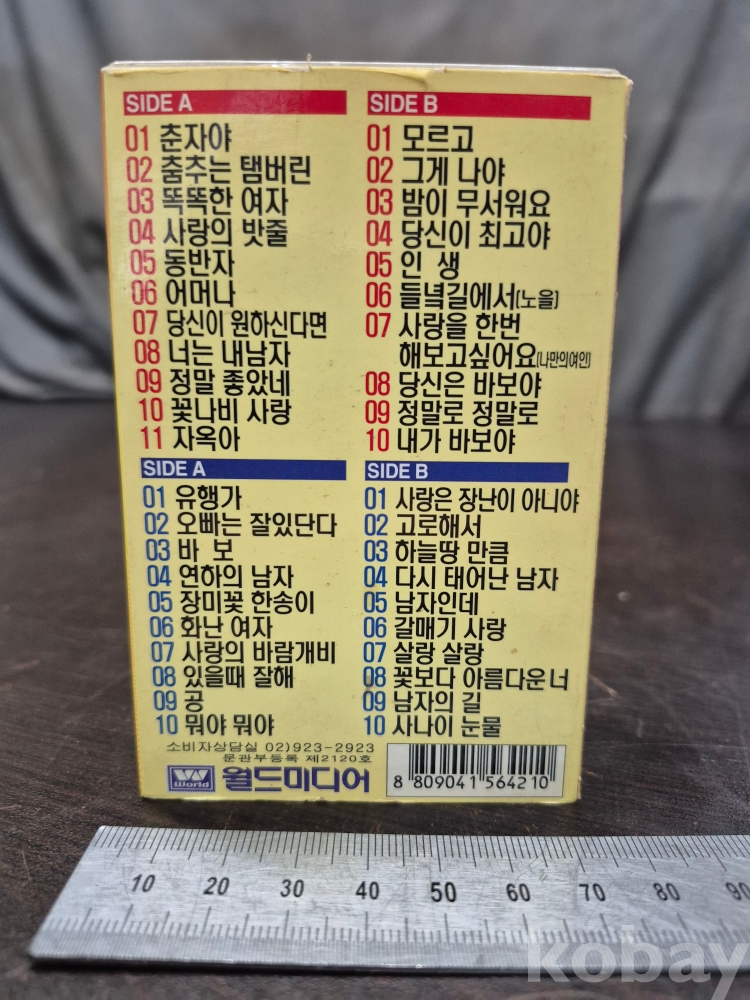 SIDE A
01 춘자야
02 춤추는 탬버린
03 똑똑한 여자
04 사랑의 밧줄
05 동반자
06 어머나
07 당신이 원하신다면
08 너는 내남자
09 정말 좋았네
10 꽃나비 사랑
11 자옥아
SIDE B
01 모르고
02 그게 나야
03 밤이 무서워요
04 당신이 최고야
05 인 생
06 들녘길에서(노을)
07 사랑을 한번
해보고싶어요(나만의여인)
08 당신은 바보야
09 정말로 정말로
10 내가 바보야
SIDE A
01 유행가
02 오빠는 잘있단다
03 바 보
04 연하의 남자
05 장미꽃 한송이
06 화난 여자
07 사랑의 바람개비
08 있을때 잘해
09 공
10 뭐야 뭐야
SIDE B
01 사랑은 장난이 아니야
02 고로해서
03 하늘땅 만큼
04 다시 태어난 남자
05 남자인데
06 갈매기 사랑
07 살랑 살랑
08 꽃보다 아름다운너
09 남자의 길
10 사나이 눈물
소비자상담실 02)923-2923
문관부등록 제2120호
World 월드미디어
8 809041 564210
10 20 30 40 50 60 70 80 90
kobay